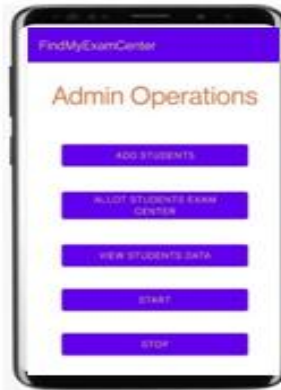 FindMyExamCenter
Admin Operations
ADD STUDENTS
ALLOT STUDENTS EXAM
CENTER
VIEW STUDENTS DATA
START
STOP